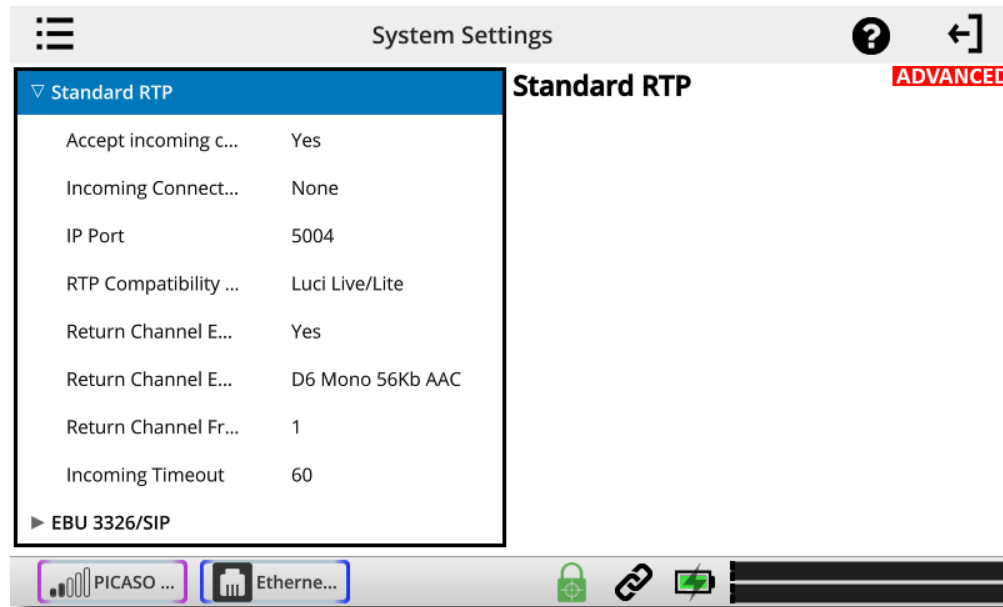 System Settings
▽ Standard RTP
Accept incoming c... Yes
Incoming Connect... None
IP Port 5004
RTP Compatibility ... Luci Live/Lite
Return Channel E... Yes
Return Channel E... D6 Mono 56Kb AAC
Return Channel Fr... 1
Incoming Timeout 60
▶ EBU 3326/SIP
Standard RTP
ADVANCED
PICASO ...
Etherne...